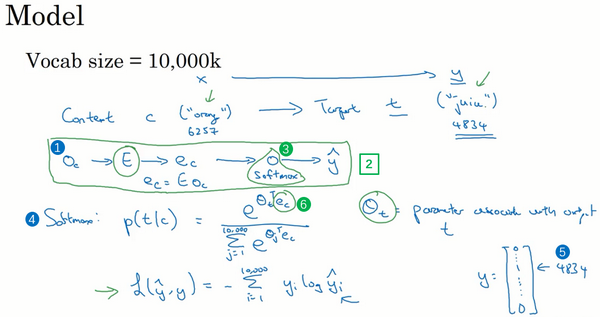 Model
Vocab size = 10,000k
x → y
Content c ("orange") → Target t ("juice")
6257 4834
1 O_c → E → e_c → O → ŷ 2
3
e_c = E O_c softmax
4 Softmax: p(t|c) = e^{θ_t^T e_c} / Σ_{j=1}^{10,000} e^{θ_j^T e_c} 6 θ_t = parameter associated with output t
→ ℒ(ŷ, y) = - Σ_{i=1}^{10,000} y_i log ŷ_i
y = [0 ⋮ 1 ⋮ 0] ← 4834 5